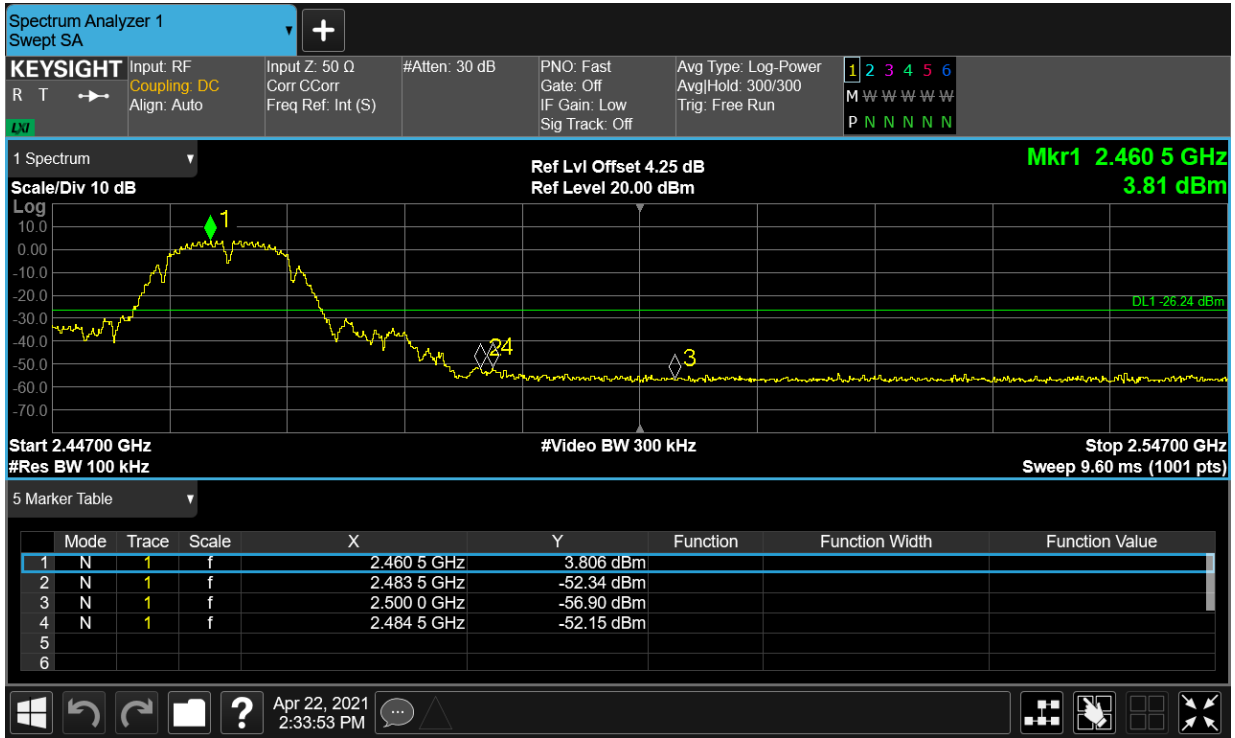 Spectrum Analyzer 1
Swept SA
KEYSIGHT
R T
LXI
Input: RF
Coupling: DC
Align: Auto
Input Z: 50 Ω
Corr CCorr
Freq Ref: Int (S)
#Atten: 30 dB
PNO: Fast
Gate: Off
IF Gain: Low
Sig Track: Off
Avg Type: Log-Power
Avg|Hold: 300/300
Trig: Free Run
1 2 3 4 5 6
M W W W W W
P N N N N N
1 Spectrum
Scale/Div 10 dB
Ref Lvl Offset 4.25 dB
Ref Level 20.00 dBm
Mkr1 2.460 5 GHz
3.81 dBm
Log
10.0
0.00
-10.0
-20.0
-30.0
-40.0
-50.0
-60.0
-70.0
1
24
3
DL1 -26.24 dBm
Start 2.44700 GHz
#Res BW 100 kHz
#Video BW 300 kHz
Stop 2.54700 GHz
Sweep 9.60 ms (1001 pts)
5 Marker Table
Mode Trace Scale X Y Function Function Width Function Value
1 N 1 f 2.460 5 GHz 3.806 dBm
2 N 1 f 2.483 5 GHz -52.34 dBm
3 N 1 f 2.500 0 GHz -56.90 dBm
4 N 1 f 2.484 5 GHz -52.15 dBm
5
6
?
Apr 22, 2021
2:33:53 PM